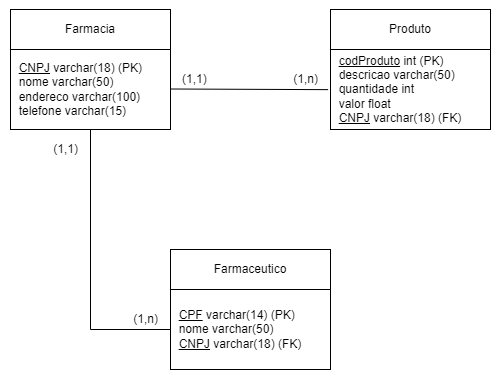 Farmacia
CNPJ varchar(18) (PK)
nome varchar(50)
endereco varchar(100)
telefone varchar(15)
(1,1)
(1,n)
Produto
codProduto int (PK)
descricao varchar(50)
quantidade int
valor float
CNPJ varchar(18) (FK)
(1,1)
(1,n)
Farmaceutico
CPF varchar(14) (PK)
nome varchar(50)
CNPJ varchar(18) (FK)